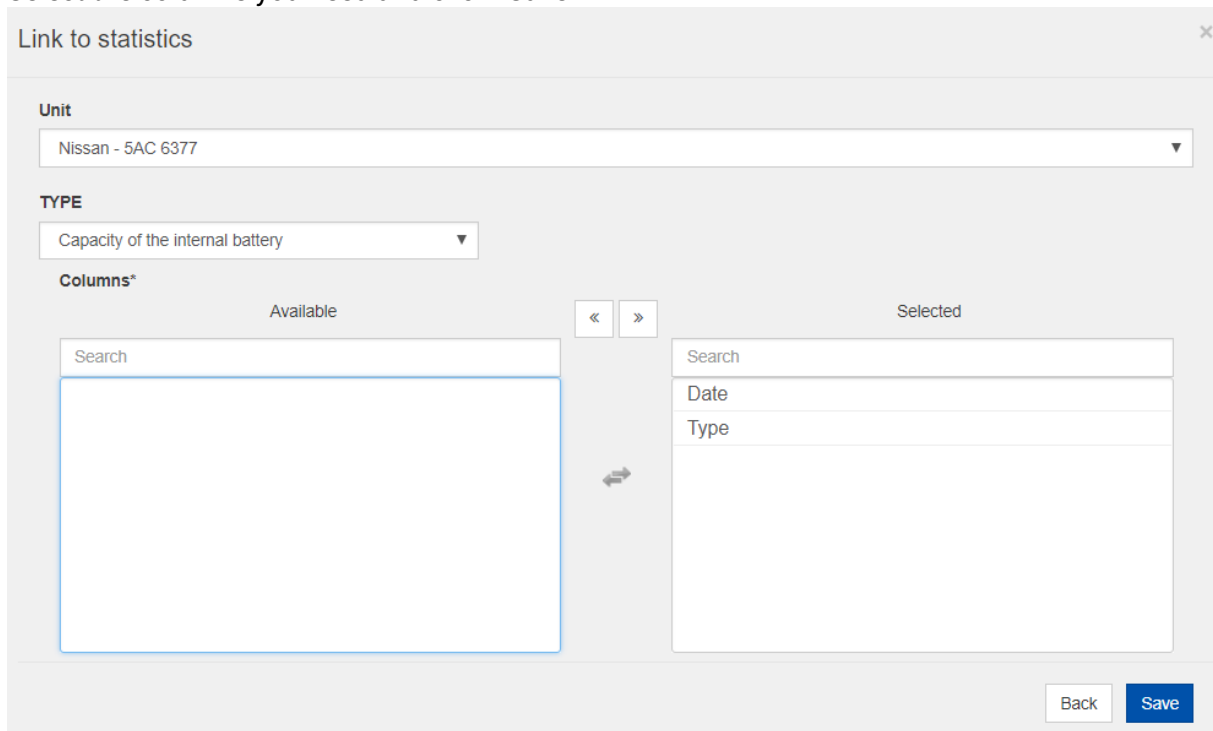 Link to statistics
×
Unit
Nissan - 5AC 6377
TYPE
Capacity of the internal battery
Columns*
Available
« »
Selected
Search
Search
Date
Type
Back
Save